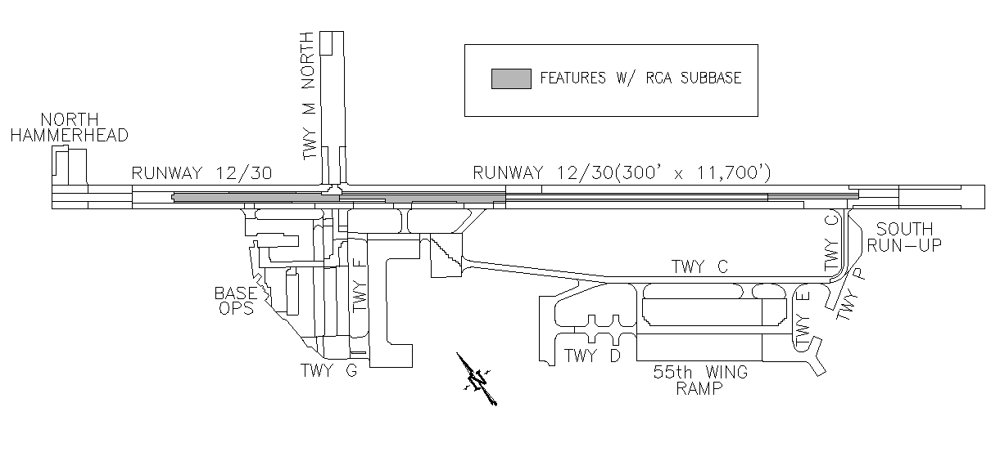 TWY M NORTH
FEATURES W/ RCA SUBBASE
NORTH
HAMMERHEAD
RUNWAY 12/30
RUNWAY 12/30(300' x 11,700')
TWY C
SOUTH
RUN-UP
TWY C
TWY F
BASE
OPS
TWY P
TWY E
TWY D
TWY G
55th WING
RAMP
N